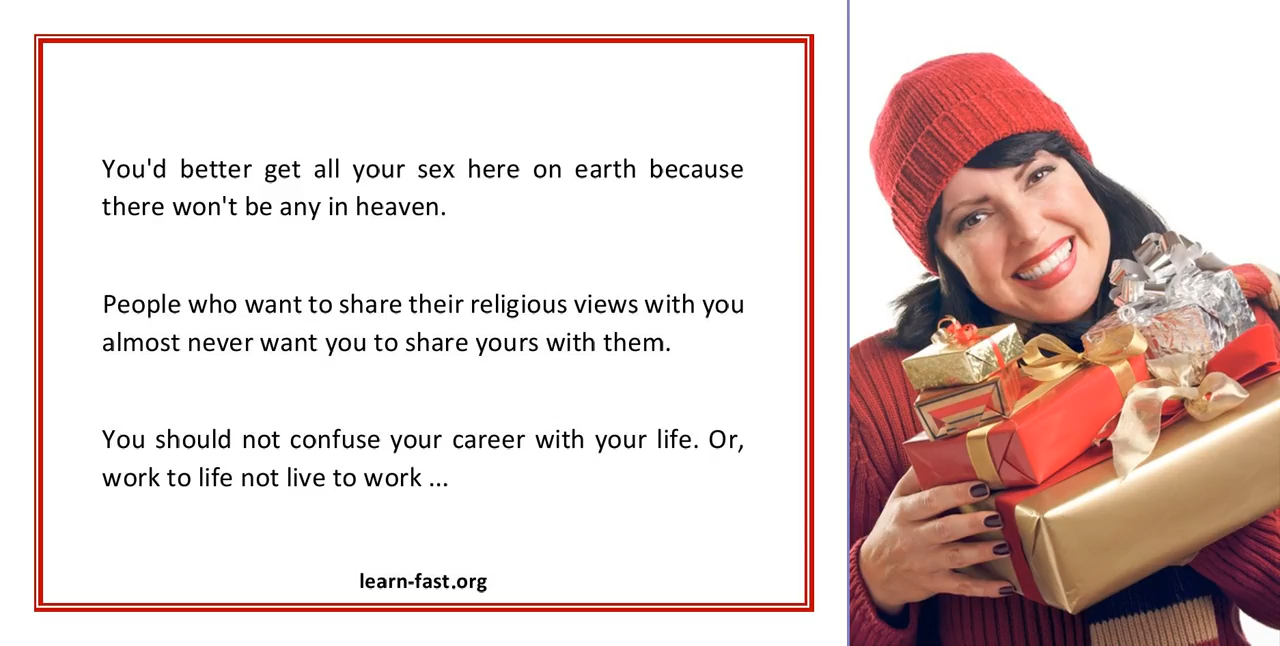 You'd better get all your sex here on earth because
there won't be any in heaven.
People who want to share their religious views with you
almost never want you to share yours with them.
You should not confuse your career with your life. Or,
work to life not live to work ...
learn-fast.org